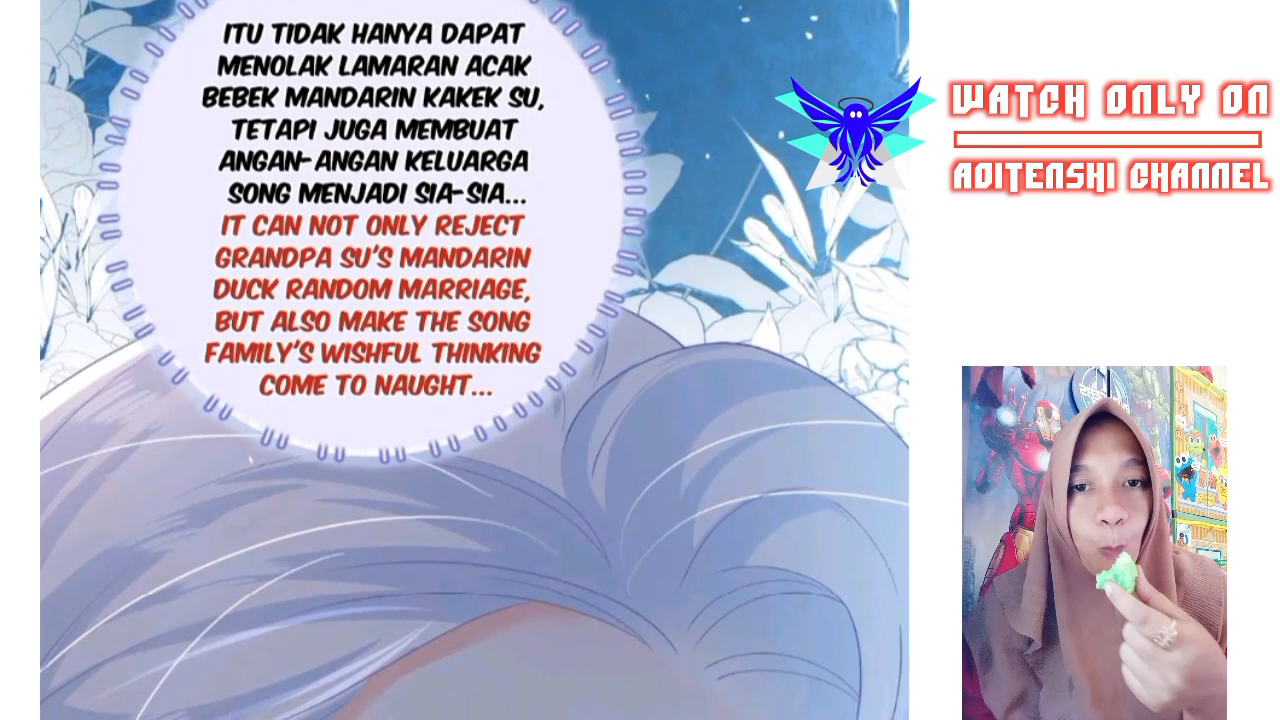 ITU TIDAK HANYA DAPAT
MENOLAK LAMARAN ACAK
BEBEK MANDARIN KAKEK SU,
TETAPI JUGA MEMBUAT
ANGAN-ANGAN KELUARGA
SONG MENJADI SIA-SIA...
IT CAN NOT ONLY REJECT
GRANDPA SU'S MANDARIN
DUCK RANDOM MARRIAGE,
BUT ALSO MAKE THE SONG
FAMILY'S WISHFUL THINKING
COME TO NAUGHT...
WATCH ONLY ON
ADITENSHI CHANNEL